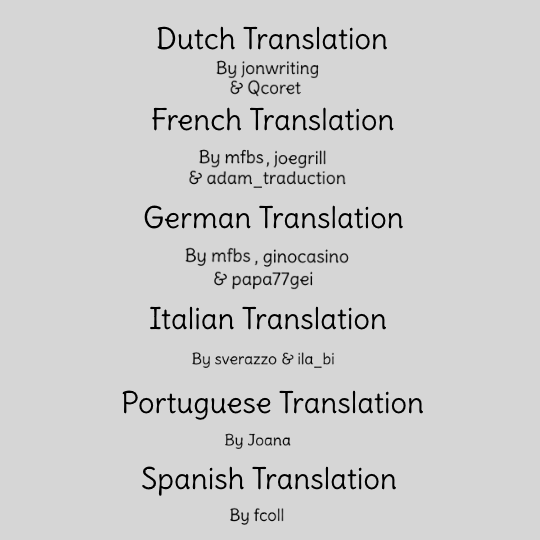 Dutch Translation
By jonwriting
& Qcoret
French Translation
By mfbs, joegrill
& adam_traduction
German Translation
By mfbs, ginocasino
& papa77gei
Italian Translation
By sverazzo & ila_bi
Portuguese Translation
By Joana
Spanish Translation
By fcoll